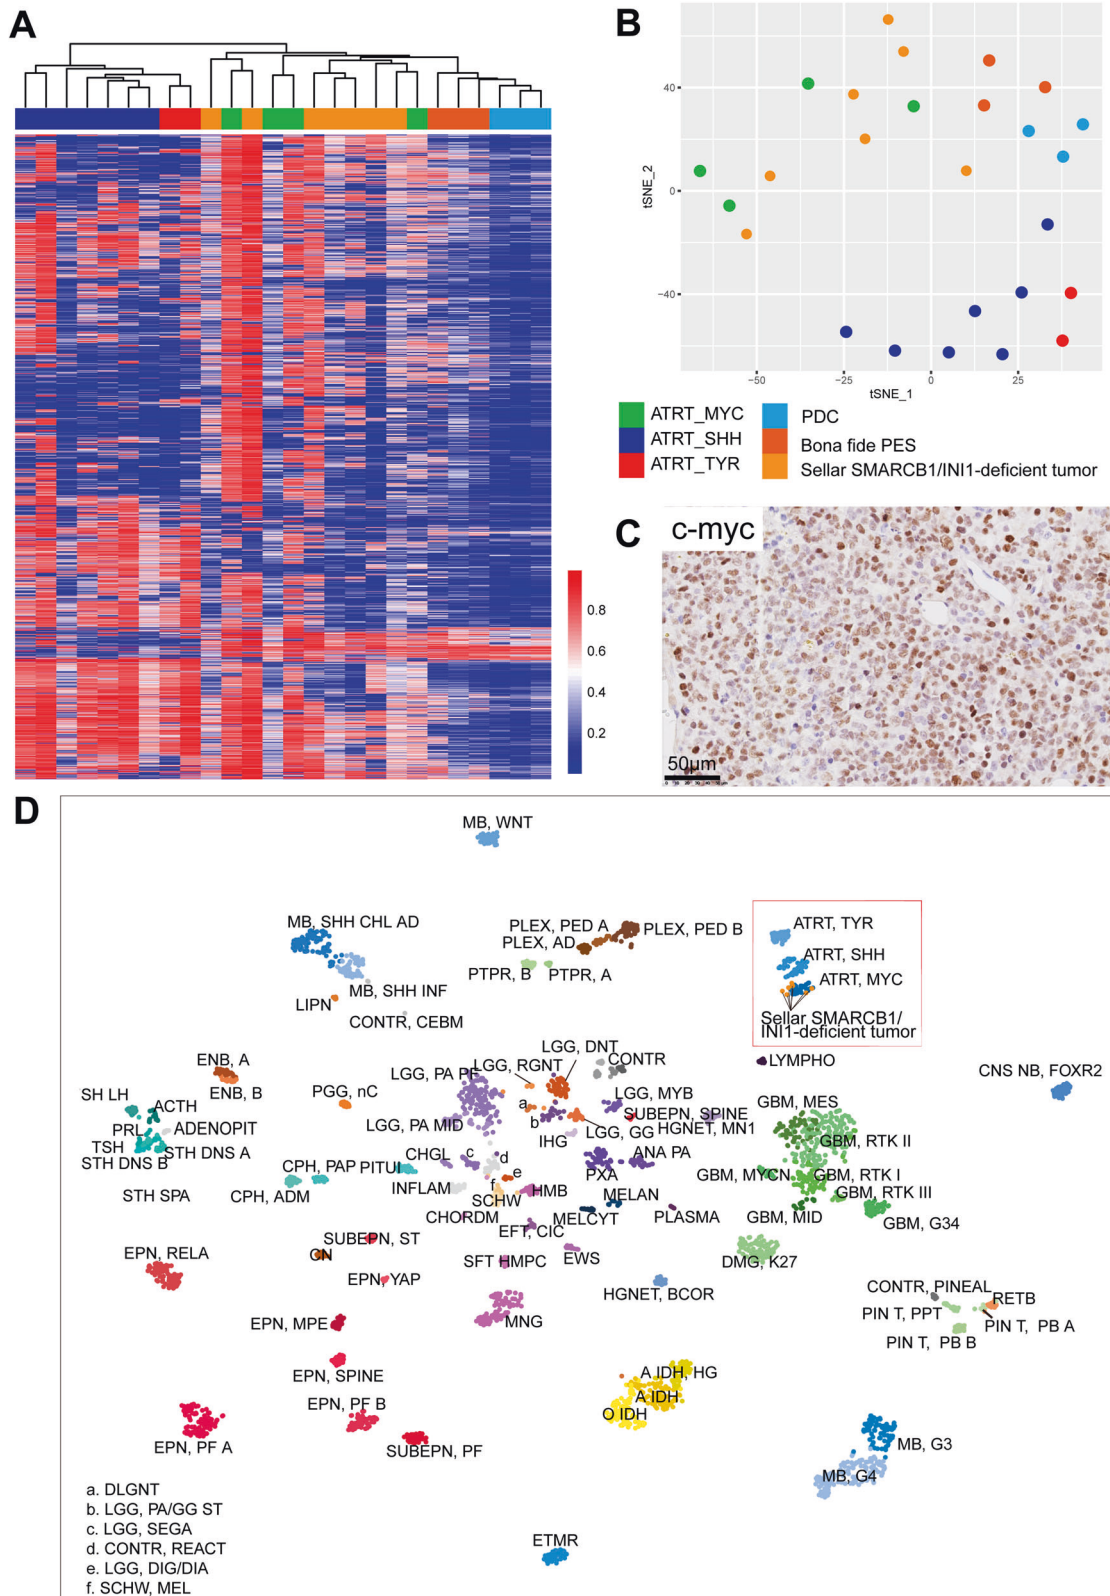 A
0.8
0.6
0.4
0.2
B
tSNE_2
40
0
−40
−50
−25
0
25
tSNE_1
ATRT_MYC
ATRT_SHH
ATRT_TYR
PDC
Bona fide PES
Sellar SMARCB1/INI1-deficient tumor
C
c-myc
50µm
D
MB, WNT
MB, SHH CHL AD
MB, SHH INF
LIPN
CONTR, CEBM
PLEX, PED A
PLEX, PED B
PLEX, AD
PTPR, B
PTPR, A
ATRT, TYR
ATRT, SHH
ATRT, MYC
Sellar SMARCB1/
INI1-deficient tumor
LYMPHO
CNS NB, FOXR2
ENB, A
ENB, B
SH LH
ACTH
PRL
ADENOPIT
TSH
STH DNS A
STH DNS B
STH SPA
PGG, nC
LGG, PA PF
LGG, RGNT
LGG, DNT
CONTR
LGG, MYB
a
b
SUBEPN, SPINE
LGG, PA MID
IHG
LGG, GG
HGNET, MN1
GBM, MES
GBM, RTK II
CPH, PAP
PITUI
CHGL
c
d
ANA PA
PXA
GBM, MYCN
GBM, RTK I
CPH, ADM
INFLAM
e
f
SCHW
HMB
MELAN
GBM, RTK III
CHORDM
MELCYT
PLASMA
GBM, MID
GBM, G34
EFT, CIC
SUBEPN, ST
CN
EPN, RELA
EWS
SFT HMPC
DMG, K27
EPN, YAP
HGNET, BCOR
CONTR, PINEAL
RETB
PIN T, PPT
PIN T, PB A
PIN T, PB B
EPN, MPE
MNG
EPN, SPINE
A IDH, HG
A IDH
O IDH
EPN, PF B
EPN, PF A
SUBEPN, PF
MB, G3
MB, G4
ETMR
a. DLGNT
b. LGG, PA/GG ST
c. LGG, SEGA
d. CONTR, REACT
e. LGG, DIG/DIA
f. SCHW, MEL